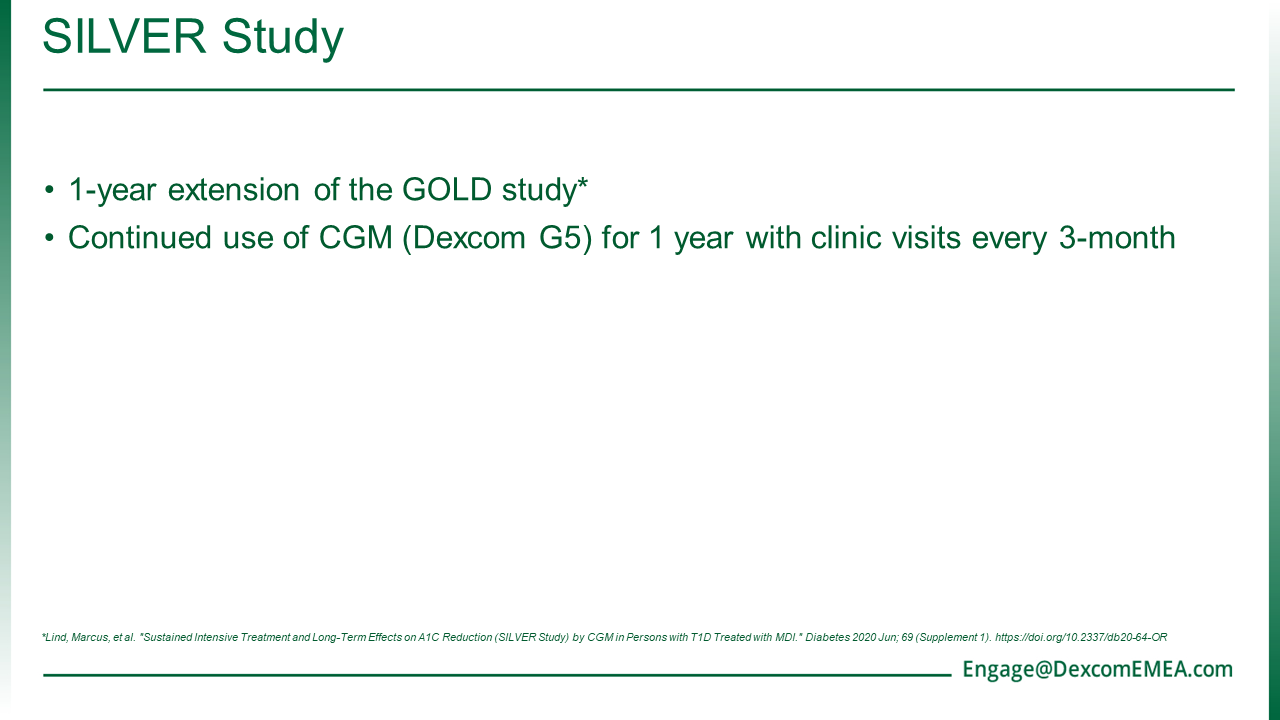 SILVER Study
• 1-year extension of the GOLD study*
• Continued use of CGM (Dexcom G5) for 1 year with clinic visits every 3-month
*Lind, Marcus, et al. "Sustained Intensive Treatment and Long-Term Effects on A1C Reduction (SILVER Study) by CGM in Persons with T1D Treated with MDI." Diabetes 2020 Jun; 69 (Supplement 1). https://doi.org/10.2337/db20-64-OR
Engage@DexcomEMEA.com